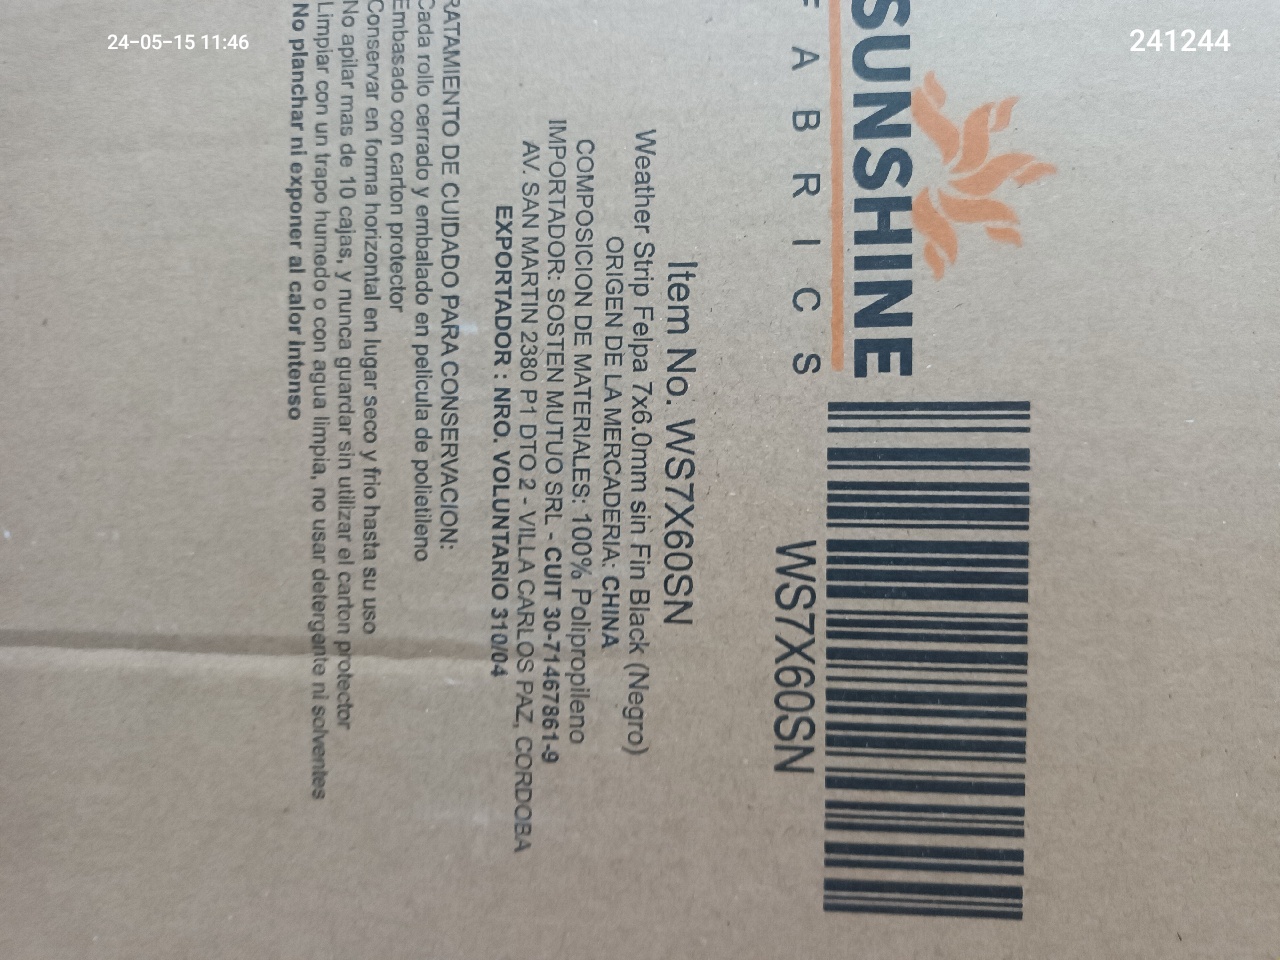 24-05-15 11:46
241244
SUNSHINE
F A B R I C S
WS7X60SN
Item No. WS7X60SN
Weather Strip Felpa 7x6.0mm sin Fin Black (Negro)
ORIGEN DE LA MERCADERIA: CHINA
COMPOSICION DE MATERIALES: 100% Polipropileno
IMPORTADOR: SOSTEN MUTUO SRL - CUIT 30-71467861-9
AV. SAN MARTIN 2380 P1 DTO 2 - VILLA CARLOS PAZ, CORDOBA
EXPORTADOR : NRO. VOLUNTARIO 310/04
RATAMIENTO DE CUIDADO PARA CONSERVACION:
Cada rollo cerrado y embalado en pelicula de polietileno
Embasado con carton protector
Conservar en forma horizontal en lugar seco y frio hasta su uso
No apilar mas de 10 cajas, y nunca guardar sin utilizar el carton protector
Limpiar con un trapo humedo o con agua limpia, no usar detergente ni solventes
No planchar ni exponer al calor intenso